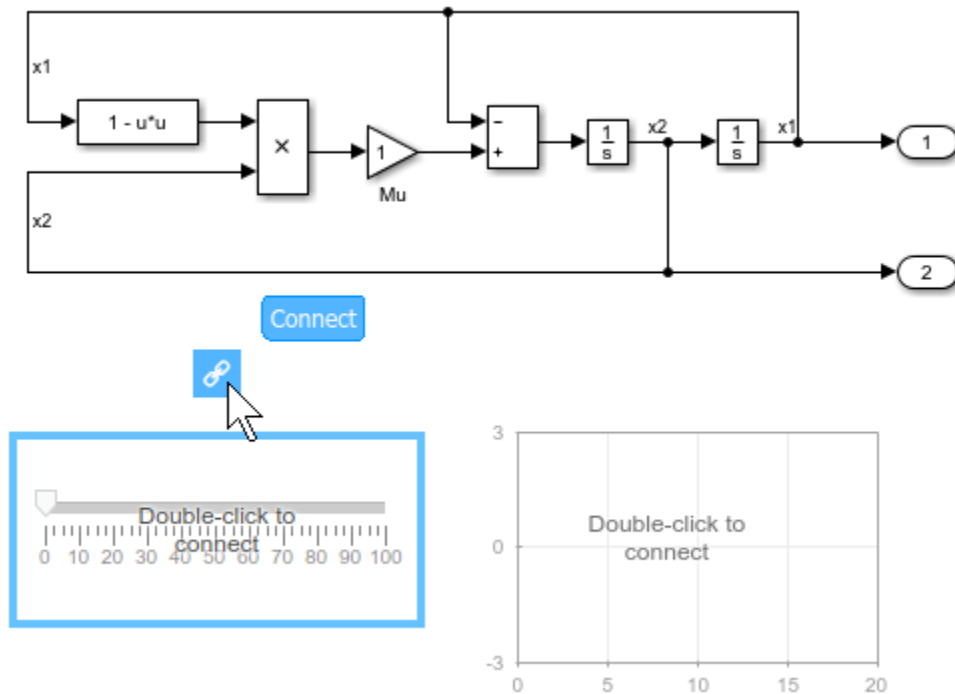 x1
1 - u*u
×
1
Mu
−
+
1
s
x2
1
s
x1
1
x2
2
Connect
Double-click to
connect
0 10 20 30 40 50 60 70 80 90 100
3
0
-3
Double-click to
connect
0 5 10 15 20